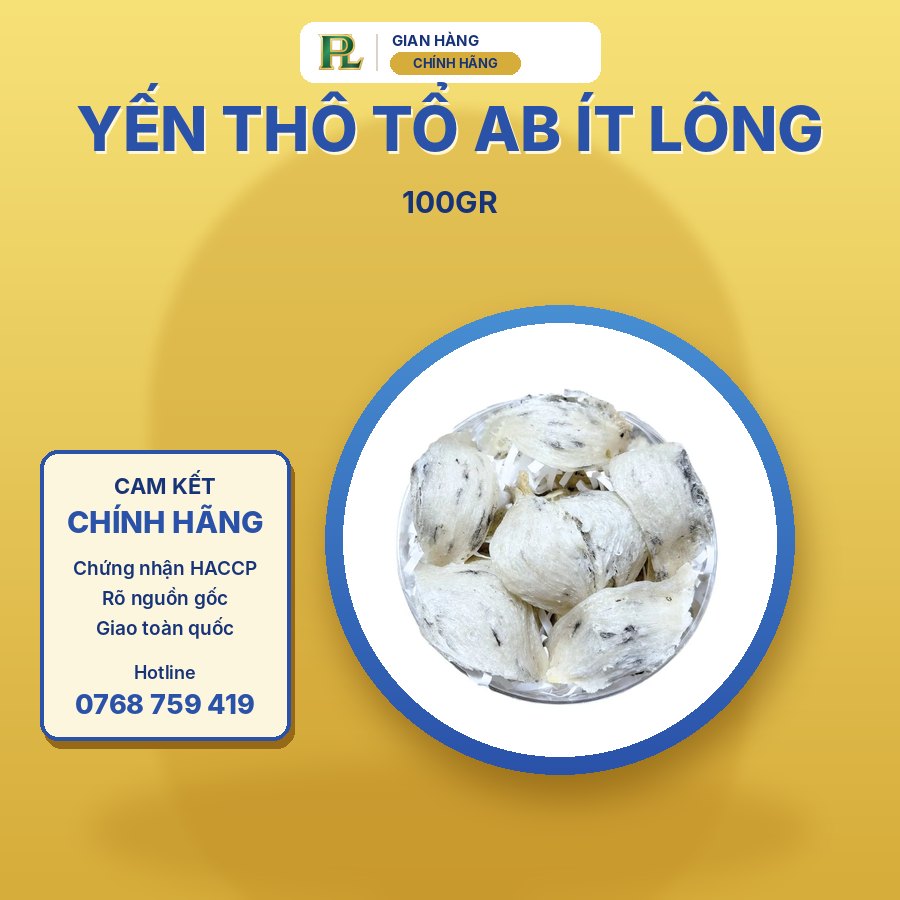 PL
GIAN HÀNG
CHÍNH HÃNG
YẾN THÔ TỔ AB ÍT LÔNG
100GR
CAM KẾT
CHÍNH HÃNG
Chứng nhận HACCP
Rõ nguồn gốc
Giao toàn quốc
Hotline
0768 759 419